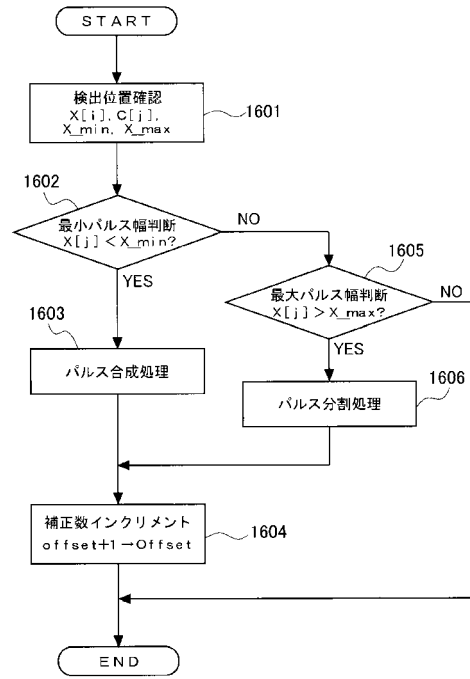 START
検出位置確認
X[i], C[j],
X_min, X_max
1601
1602
最小パルス幅判断
X[j]<X_min?
NO
YES
1605
最大パルス幅判断
X[j]>X_max?
NO
YES
1603
パルス合成処理
パルス分割処理
1606
補正数インクリメント
offset+1→Offset
1604
END